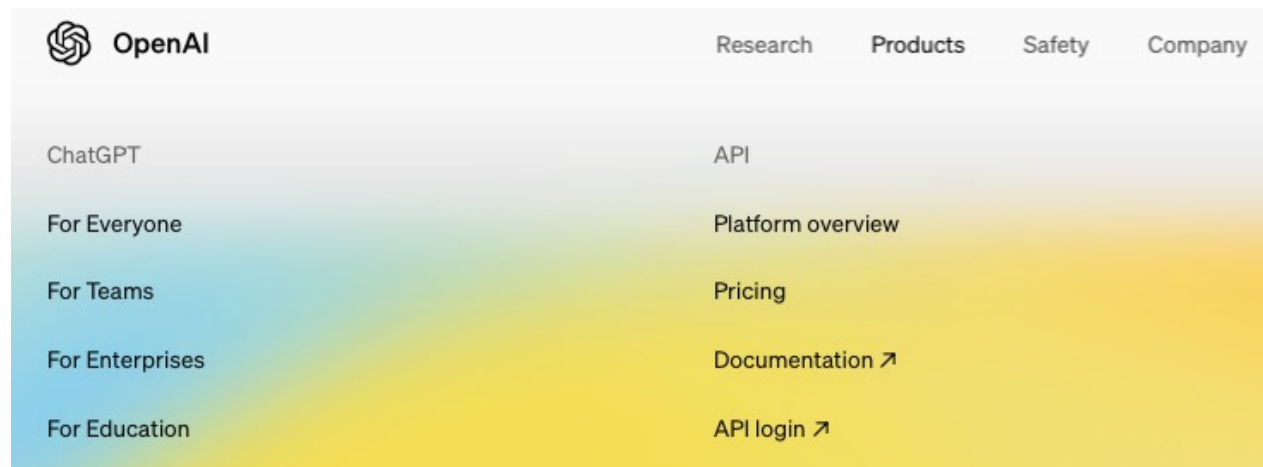 OpenAI
Research Products Safety Company
ChatGPT
For Everyone
For Teams
For Enterprises
For Education
API
Platform overview
Pricing
Documentation ↗
API login ↗